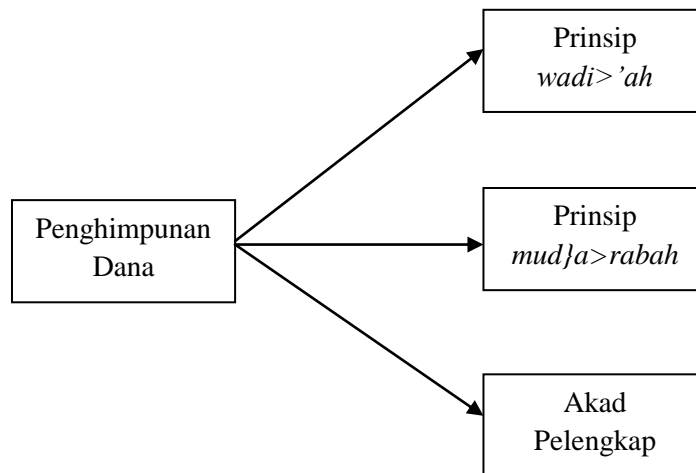 Prinsip
wadi>’ah
Penghimpunan
Dana
Prinsip
mud}a>rabah
Akad
Pelengkap